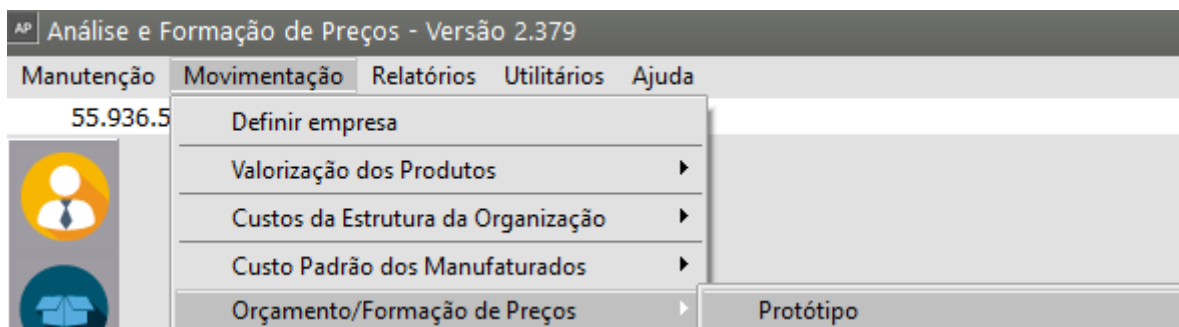 AP Análise e Formação de Preços - Versão 2.379
Manutenção Movimentação Relatórios Utilitários Ajuda
55.936.5
Definir empresa
Valorização dos Produtos
Custos da Estrutura da Organização
Custo Padrão dos Manufaturados
Orçamento/Formação de Preços
Protótipo